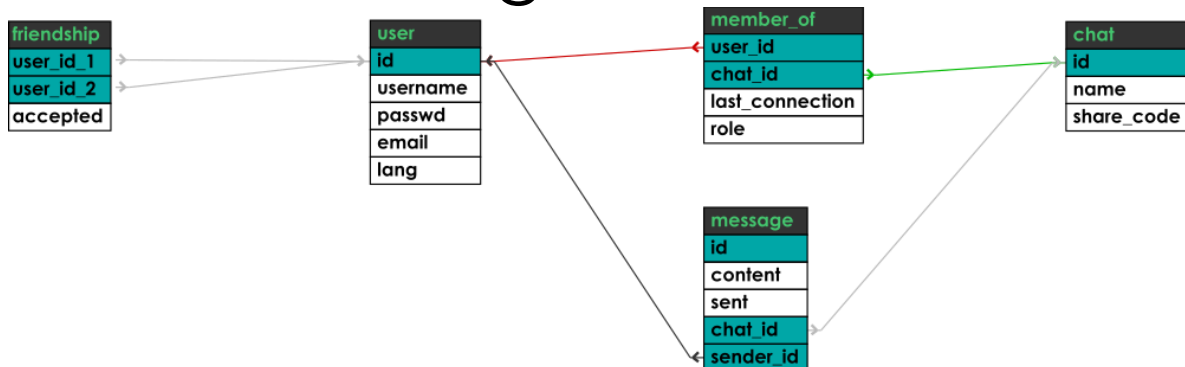 friendship
user_id_1
user_id_2
accepted
user
id
username
passwd
email
lang
member_of
user_id
chat_id
last_connection
role
chat
id
name
share_code
message
id
content
sent
chat_id
sender_id